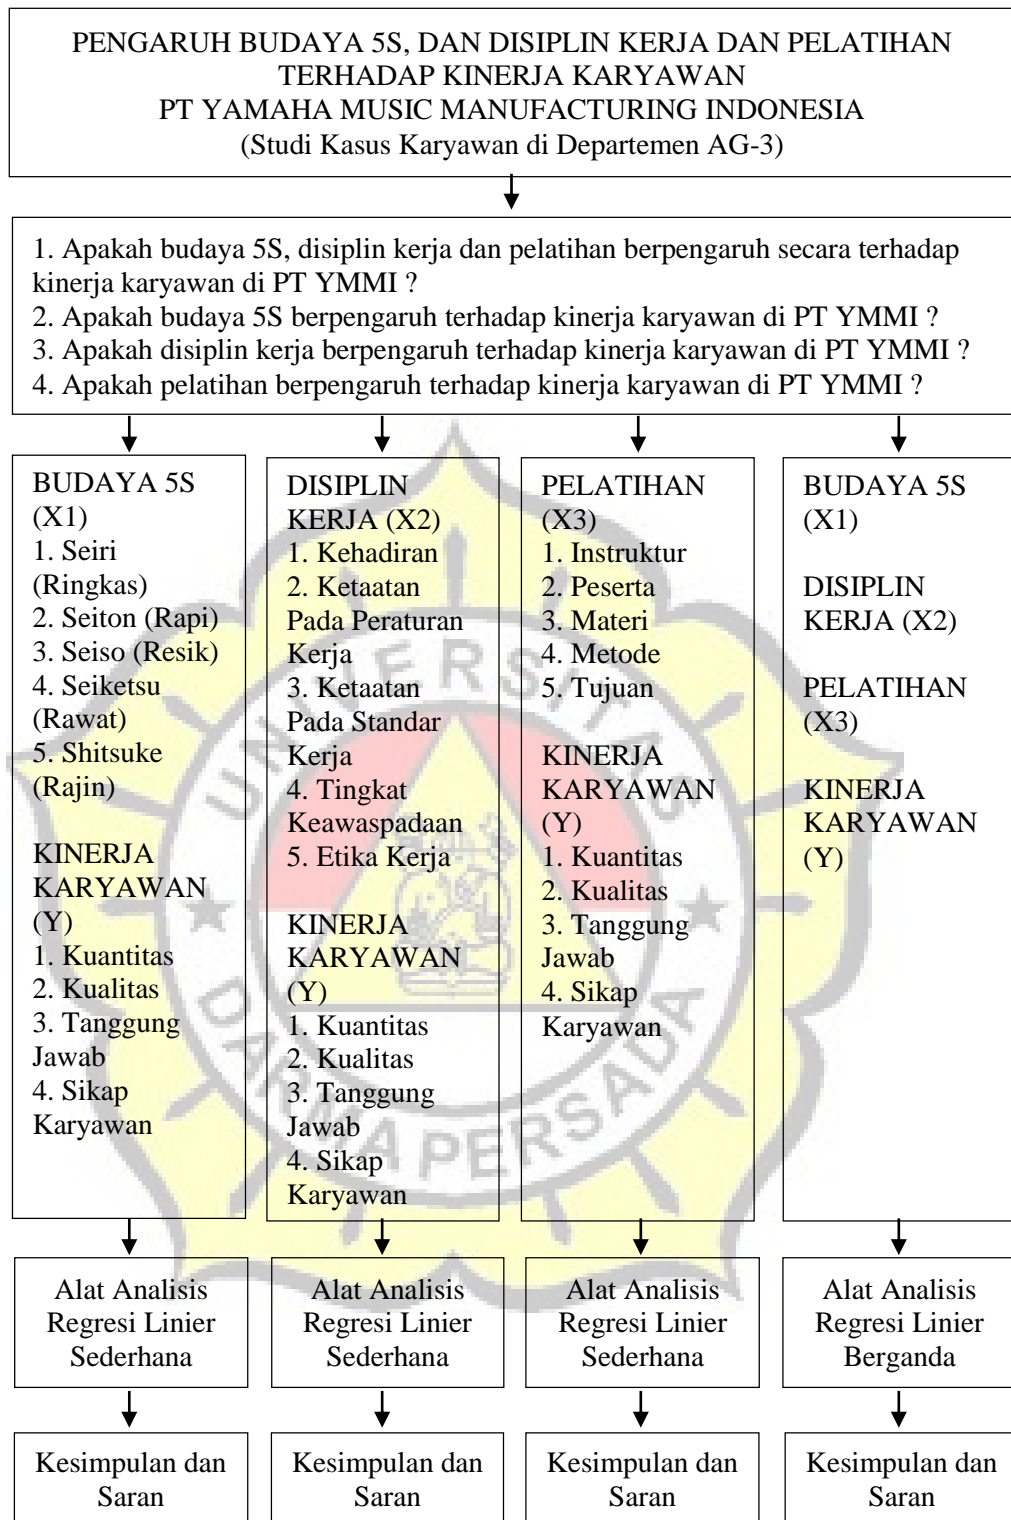 PENGARUH BUDAYA 5S, DAN DISIPLIN KERJA DAN PELATIHAN
TERHADAP KINERJA KARYAWAN
PT YAMAHA MUSIC MANUFACTURING INDONESIA
(Studi Kasus Karyawan di Departemen AG-3)
1. Apakah budaya 5S, disiplin kerja dan pelatihan berpengaruh secara terhadap
kinerja karyawan di PT YMMI ?
2. Apakah budaya 5S berpengaruh terhadap kinerja karyawan di PT YMMI ?
3. Apakah disiplin kerja berpengaruh terhadap kinerja karyawan di PT YMMI ?
4. Apakah pelatihan berpengaruh terhadap kinerja karyawan di PT YMMI ?
BUDAYA 5S
(X1)
1. Seiri
(Ringkas)
2. Seiton (Rapi)
3. Seiso (Resik)
4. Seiketsu
(Rawat)
5. Shitsuke
(Rajin)
KINERJA
KARYAWAN
(Y)
1. Kuantitas
2. Kualitas
3. Tanggung
Jawab
4. Sikap
Karyawan
DISIPLIN
KERJA (X2)
1. Kehadiran
2. Ketaatan
Pada Peraturan
Kerja
3. Ketaatan
Pada Standar
Kerja
4. Tingkat
Keawaspadaan
5. Etika Kerja
KINERJA
KARYAWAN
(Y)
1. Kuantitas
2. Kualitas
3. Tanggung
Jawab
4. Sikap
Karyawan
PELATIHAN
(X3)
1. Instruktur
2. Peserta
3. Materi
4. Metode
5. Tujuan
KINERJA
KARYAWAN
(Y)
1. Kuantitas
2. Kualitas
3. Tanggung
Jawab
4. Sikap
Karyawan
BUDAYA 5S
(X1)
DISIPLIN
KERJA (X2)
PELATIHAN
(X3)
KINERJA
KARYAWAN
(Y)
Alat Analisis
Regresi Linier
Sederhana
Alat Analisis
Regresi Linier
Sederhana
Alat Analisis
Regresi Linier
Sederhana
Alat Analisis
Regresi Linier
Berganda
Kesimpulan dan
Saran
Kesimpulan dan
Saran
Kesimpulan dan
Saran
Kesimpulan dan
Saran
UNIVERSITAS
DARMA PERSADA